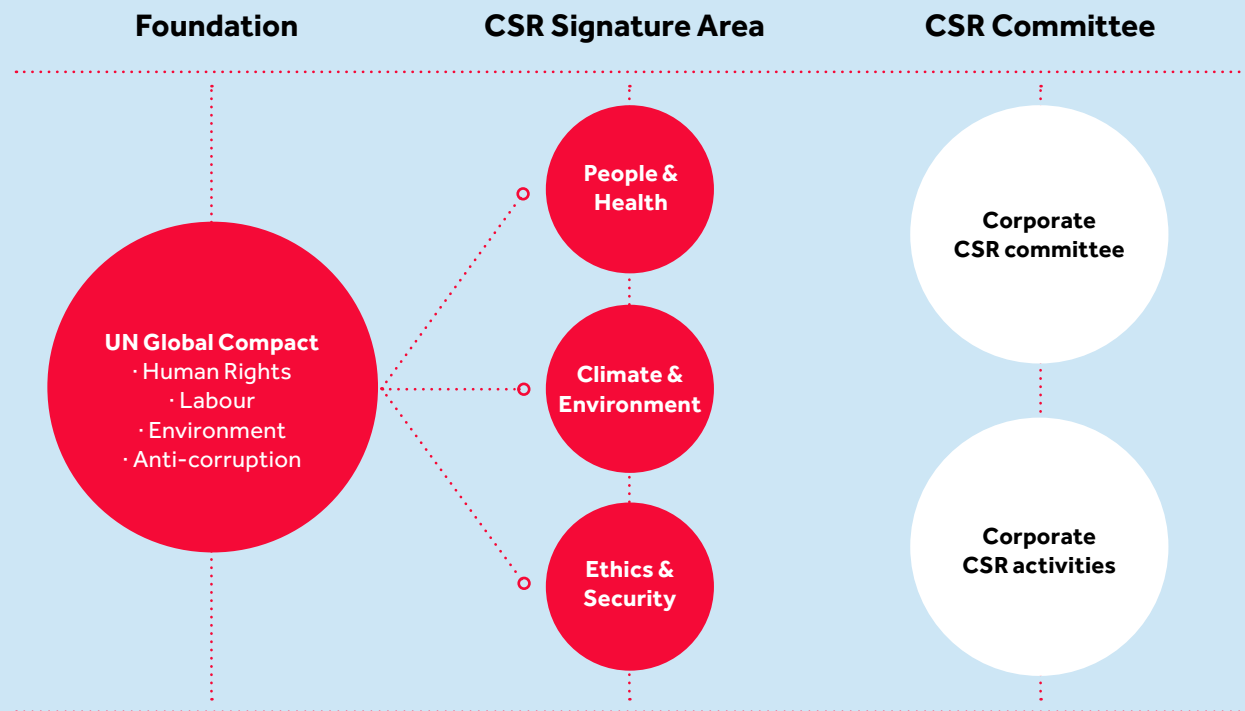 Foundation
CSR Signature Area
CSR Committee
UN Global Compact
· Human Rights
· Labour
· Environment
· Anti-corruption
People &
Health
Climate &
Environment
Ethics &
Security
Corporate
CSR committee
Corporate
CSR activities